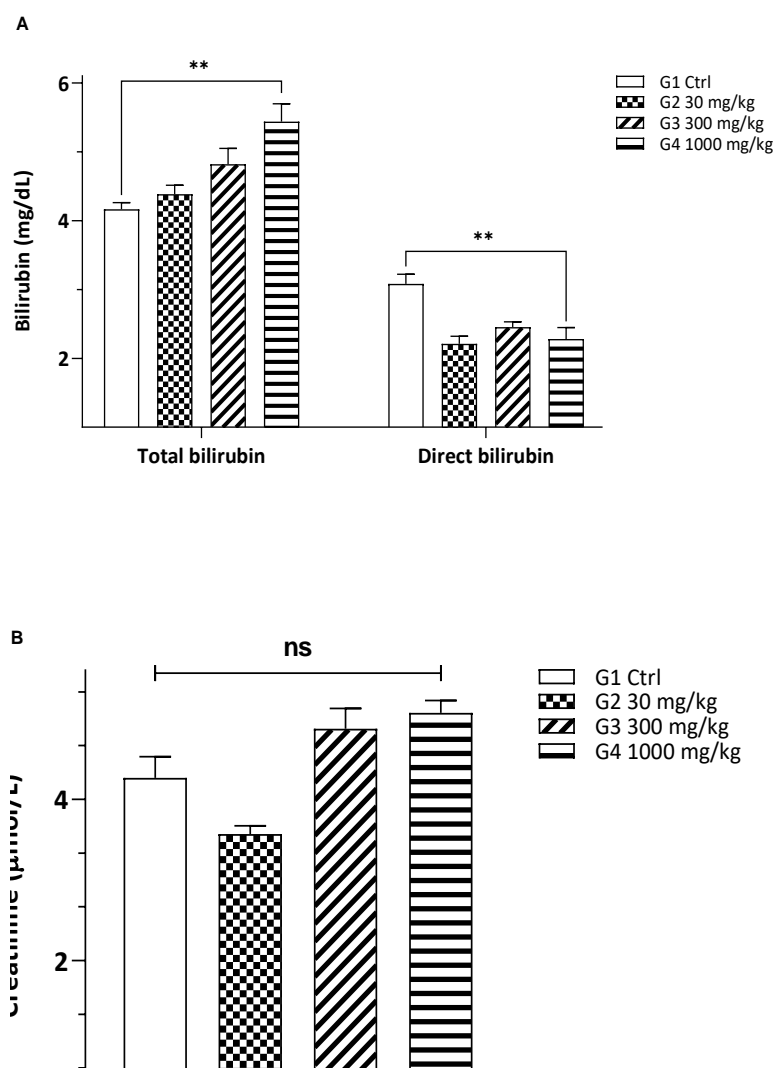 A
**
6
4
2
Bilirubin (mg/dL)
G1 Ctrl
G2 30 mg/kg
G3 300 mg/kg
G4 1000 mg/kg
**
Total bilirubin
Direct bilirubin
B
ns
4
2
Creatinine (µmol/L)
G1 Ctrl
G2 30 mg/kg
G3 300 mg/kg
G4 1000 mg/kg